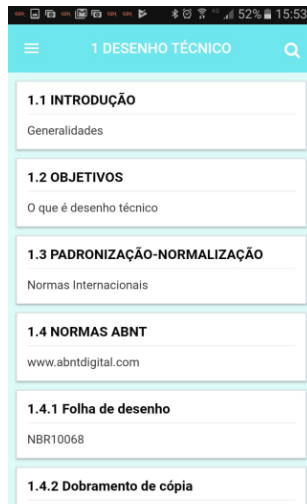 52% 15:53
1 DESENHO TÉCNICO
1.1 INTRODUÇÃO
Generalidades
1.2 OBJETIVOS
O que é desenho técnico
1.3 PADRONIZAÇÃO-NORMALIZAÇÃO
Normas Internacionais
1.4 NORMAS ABNT
www.abntdigital.com
1.4.1 Folha de desenho
NBR10068
1.4.2 Dobramento de cópia